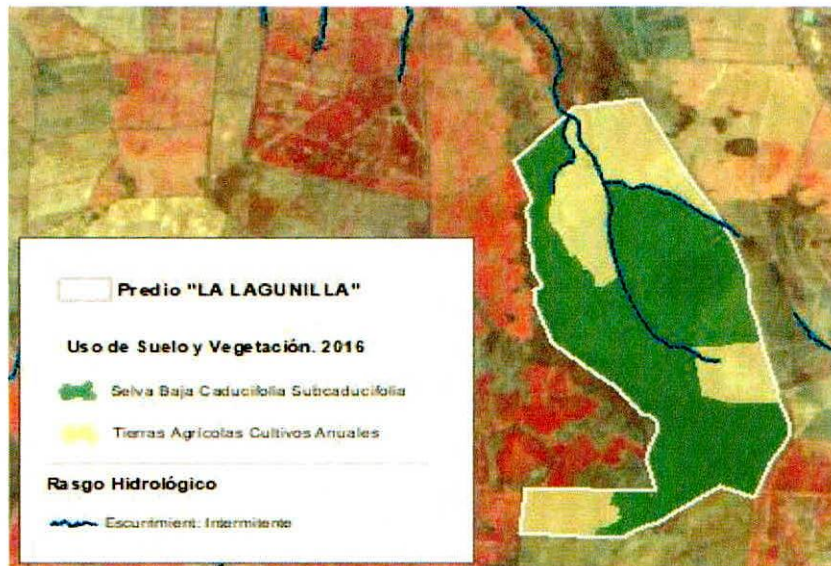 Predio "LA LAGUNILLA"
Uso de Suelo y Vegetación. 2016
Selva Baja Caducifolia Subcaducifolia
Tierras Agrícolas Cultivos Anuales
Rasgo Hidrológico
Escurrimient: Intermitente